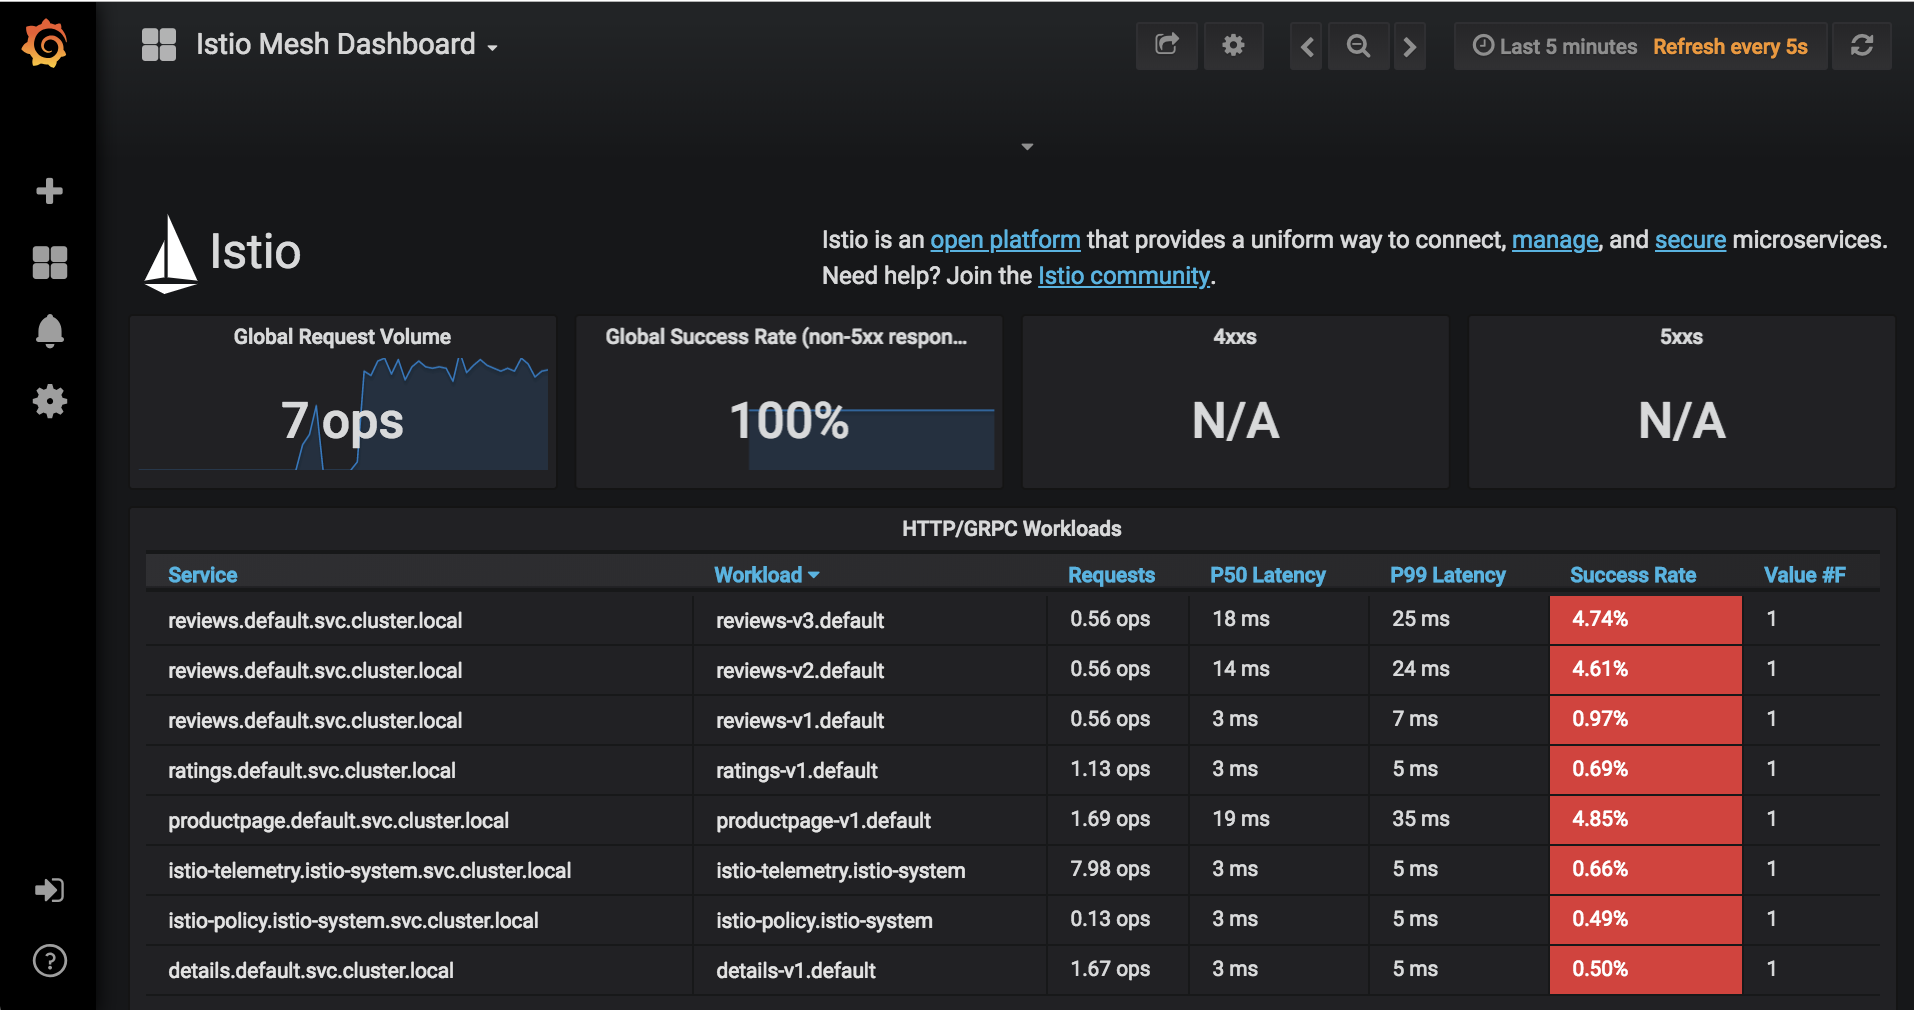 Istio Mesh Dashboard
Last 5 minutes Refresh every 5s
Istio
Istio is an open platform that provides a uniform way to connect, manage, and secure microservices.
Need help? Join the Istio community.
Global Request Volume
7 ops
Global Success Rate (non-5xx respon...
100%
4xxs
N/A
5xxs
N/A
HTTP/GRPC Workloads
Service Workload Requests P50 Latency P99 Latency Success Rate Value #F
reviews.default.svc.cluster.local reviews-v3.default 0.56 ops 18 ms 25 ms 4.74% 1
reviews.default.svc.cluster.local reviews-v2.default 0.56 ops 14 ms 24 ms 4.61% 1
reviews.default.svc.cluster.local reviews-v1.default 0.56 ops 3 ms 7 ms 0.97% 1
ratings.default.svc.cluster.local ratings-v1.default 1.13 ops 3 ms 5 ms 0.69% 1
productpage.default.svc.cluster.local productpage-v1.default 1.69 ops 19 ms 35 ms 4.85% 1
istio-telemetry.istio-system.svc.cluster.local istio-telemetry.istio-system 7.98 ops 3 ms 5 ms 0.66% 1
istio-policy.istio-system.svc.cluster.local istio-policy.istio-system 0.13 ops 3 ms 5 ms 0.49% 1
details.default.svc.cluster.local details-v1.default 1.67 ops 3 ms 5 ms 0.50% 1